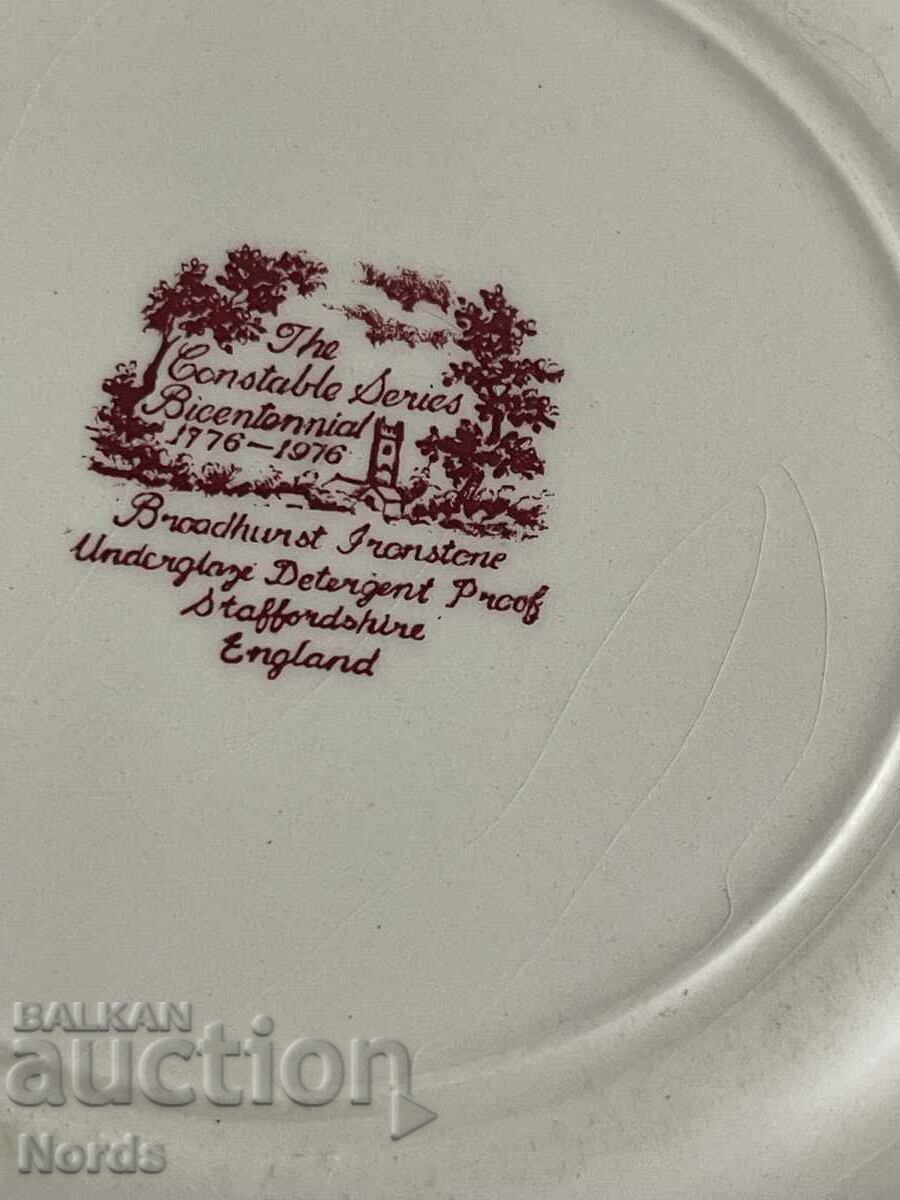 The
Constable Series
Bicentennial
1776-1976
Broadhurst Ironstone
Underglaze Detergent Proof
Staffordshire
England
BALKAN
auction
Nords